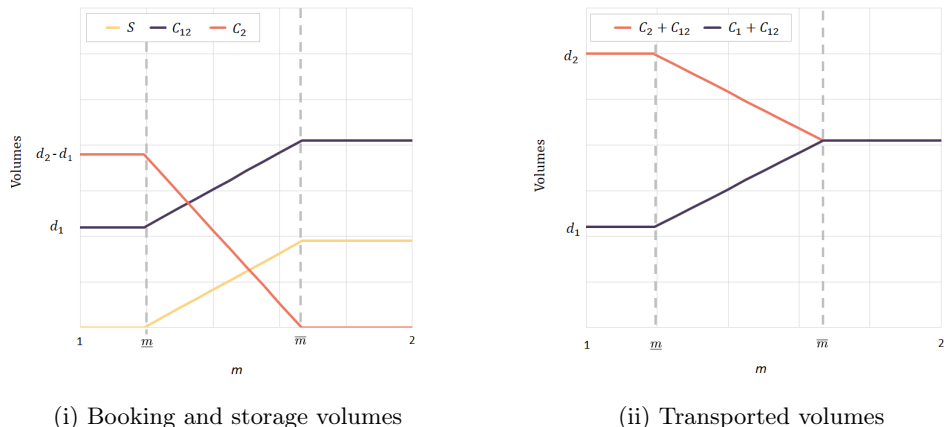 S C₁₂ C₂
Volumes
d₂ - d₁
d₁
1 m̲ m̅ 2
m
(i) Booking and storage volumes
C₂ + C₁₂ C₁ + C₁₂
Volumes
d₂
d₁
1 m̲ m̅ 2
m
(ii) Transported volumes